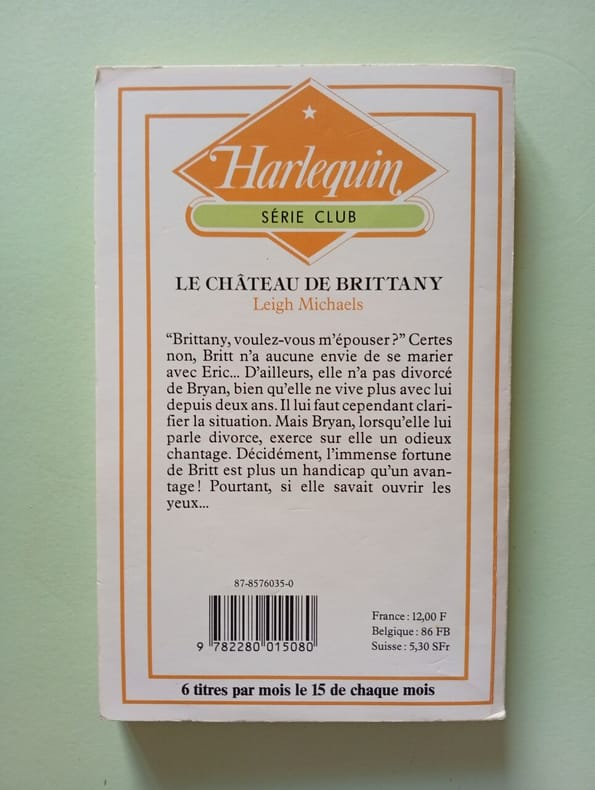 Harlequin
SÉRIE CLUB
LE CHÂTEAU DE BRITTANY
Leigh Michaels
“Brittany, voulez-vous m’épouser?” Certes
non, Britt n’a aucune envie de se marier
avec Eric... D’ailleurs, elle n’a pas divorcé
de Bryan, bien qu’elle ne vive plus avec lui
depuis deux ans. Il lui faut cependant clari-
fier la situation. Mais Bryan, lorsqu’elle lui
parle divorce, exerce sur elle un odieux
chantage. Décidément, l’immense fortune
de Britt est plus un handicap qu’un avan-
tage! Pourtant, si elle savait ouvrir les
yeux...
87-8576035-0
9 782280 015080
France: 12,00 F
Belgique: 86 FB
Suisse: 5,30 SFr
6 titres par mois le 15 de chaque mois